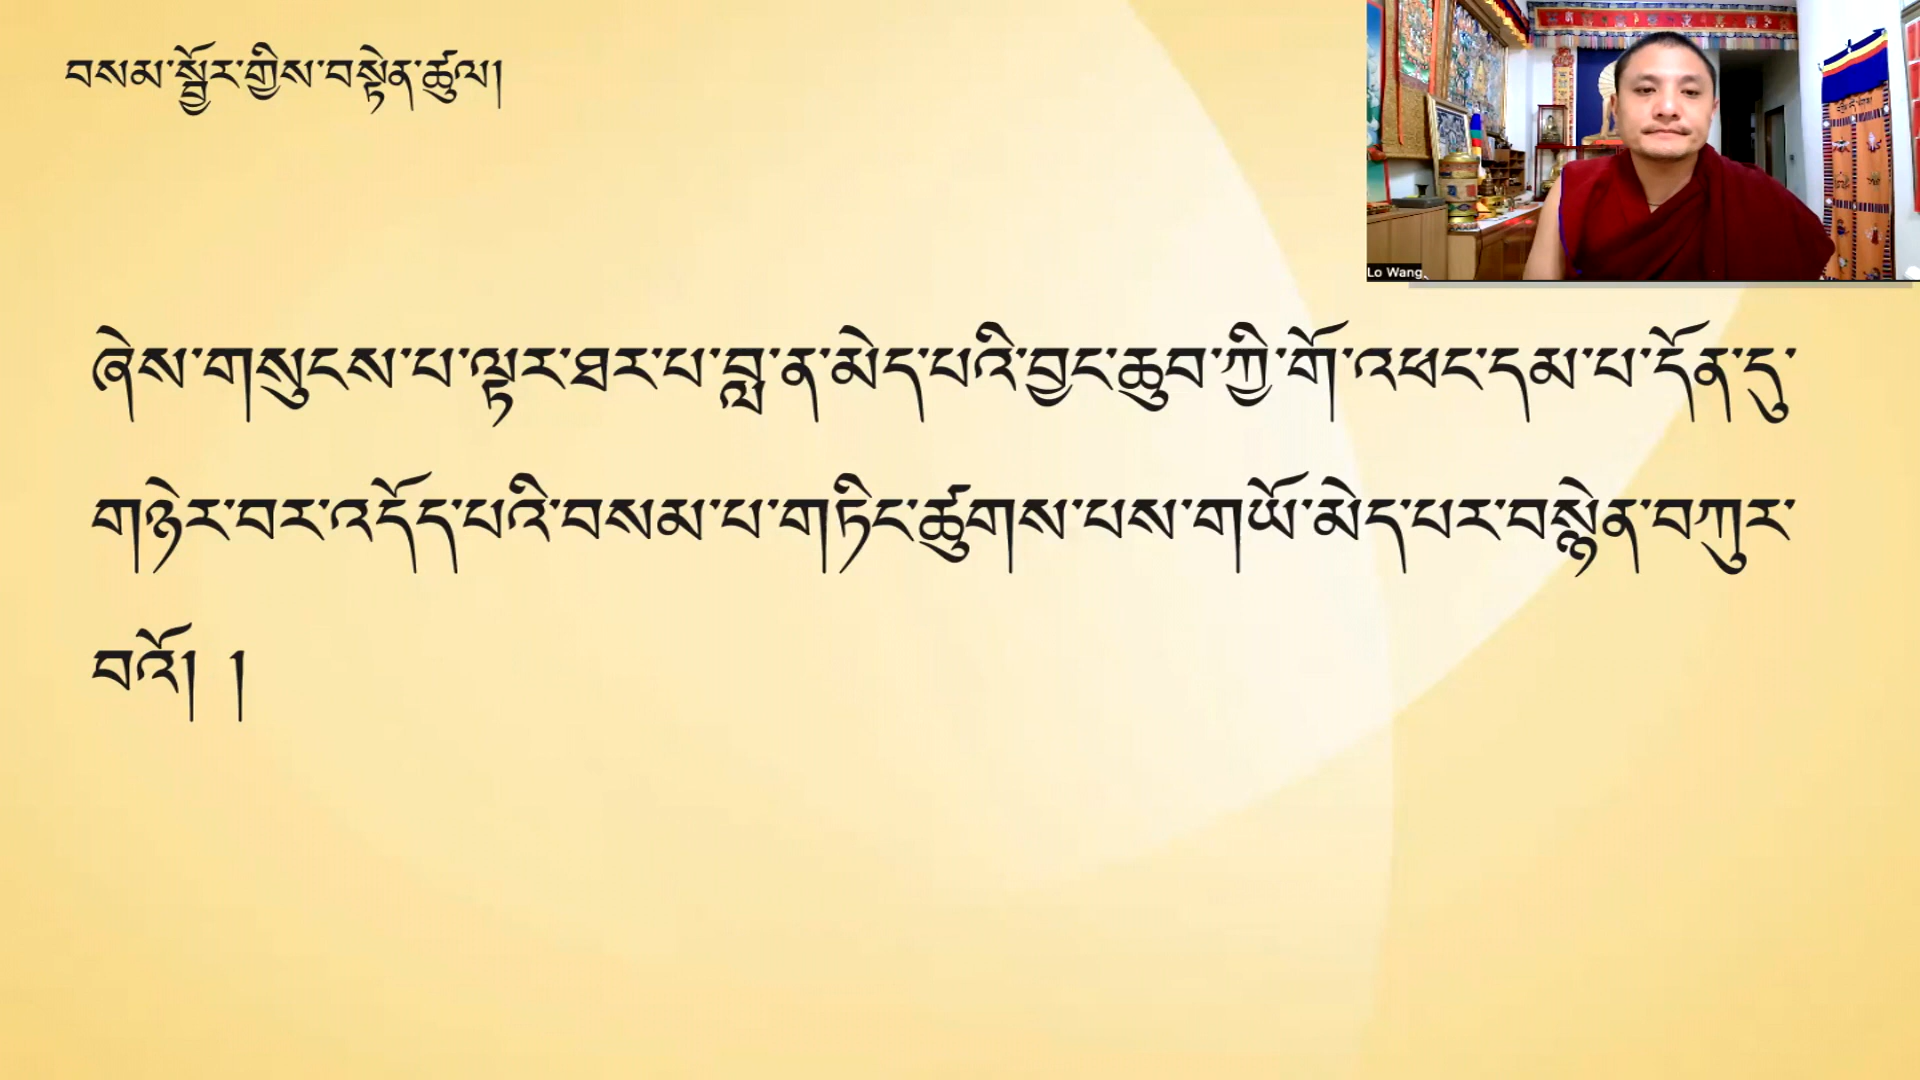 བསམ་སྦྱོར་གྱིས་བསྟེན་ཚུལ།
ཞེས་གསུངས་པ་ལྟར་ཐར་པ་བླ་ན་མེད་པའི་བྱང་ཆུབ་ཀྱི་གོ་འཕང་དམ་པ་དོན་དུ་
གཉེར་བར་འདོད་པའི་བསམ་པ་གཏིང་ཚུགས་པས་གཡོ་མེད་པར་བསྙེན་བཀུར་
བའོ། །
Lo Wang